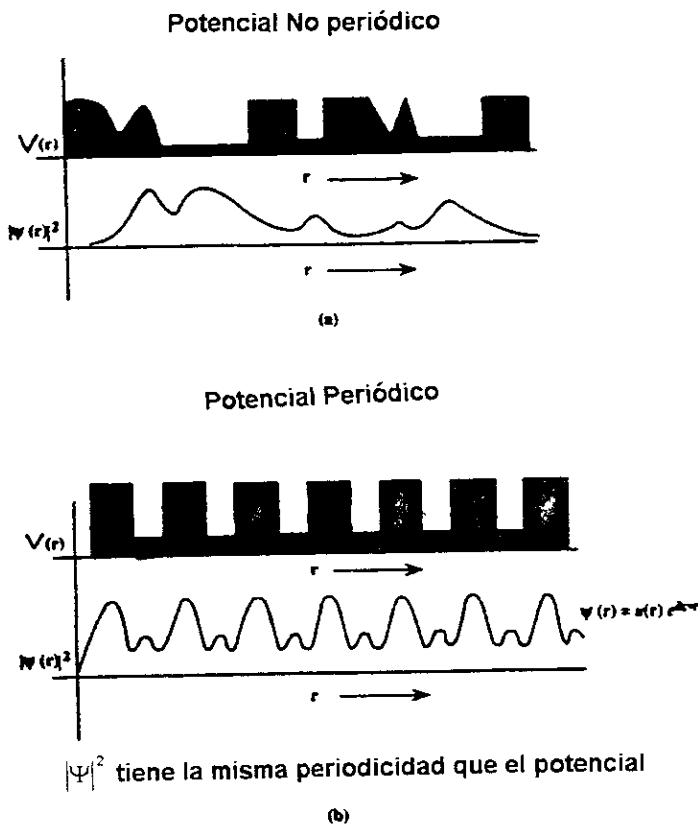 Potencial No periódico
V(r)
r
|Ψ(r)|²
r
(a)
Potencial Periódico
V(r)
r
Ψ(r) = u(r) e
|Ψ(r)|²
r
|Ψ|² tiene la misma periodicidad que el potencial
(b)